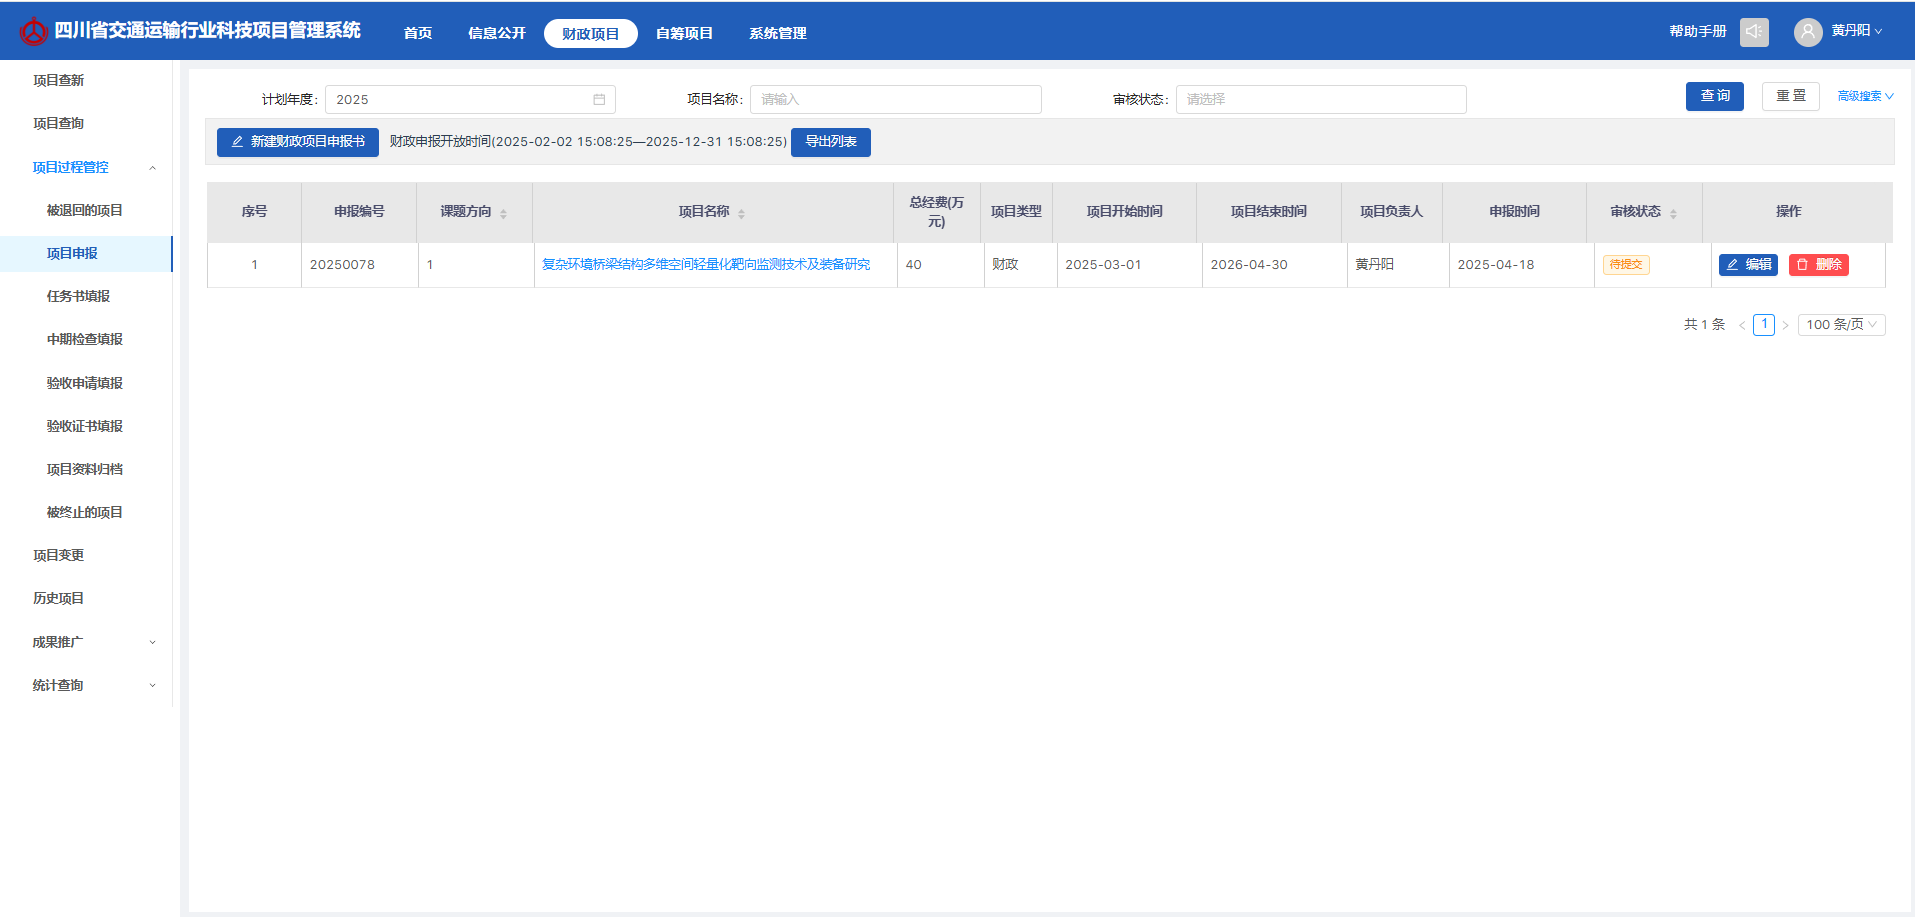 四川省交通运输行业科技项目管理系统 首页 信息公开 财政项目 自筹项目 系统管理 帮助手册 黄丹阳
项目查新
项目查询
项目过程管控
被退回的项目
项目申报
任务书填报
中期检查填报
验收申请填报
验收证书填报
项目资料归档
被终止的项目
项目变更
历史项目
成果推广
统计查询
计划年度: 2025 项目名称: 请输入 审核状态: 请选择 查 询 重 置 高级搜索
新建财政项目申报书 财政申报开放时间(2025-02-02 15:08:25—2025-12-31 15:08:25) 导出列表
序号 申报编号 课题方向 项目名称 总经费(万元) 项目类型 项目开始时间 项目结束时间 项目负责人 申报时间 审核状态 操作
1 20250078 1 复杂环境桥梁结构多维空间轻量化靶向监测技术及装备研究 40 财政 2025-03-01 2026-04-30 黄丹阳 2025-04-18 待提交 编辑 删除
共 1 条 < 1 > 100 条/页